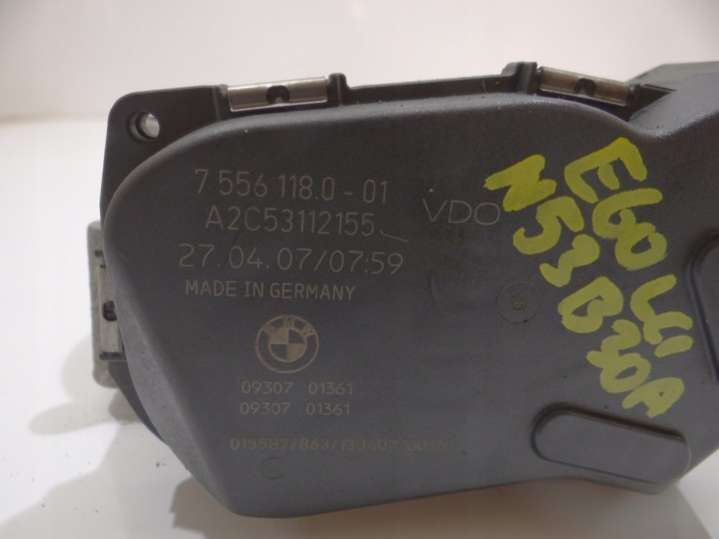 7 556 118.0-01
A2C53112155
VDO
27.04.07/07:59
MADE IN GERMANY
BMW
09307 01361
09307 01361
E60 LCI
N53B30A